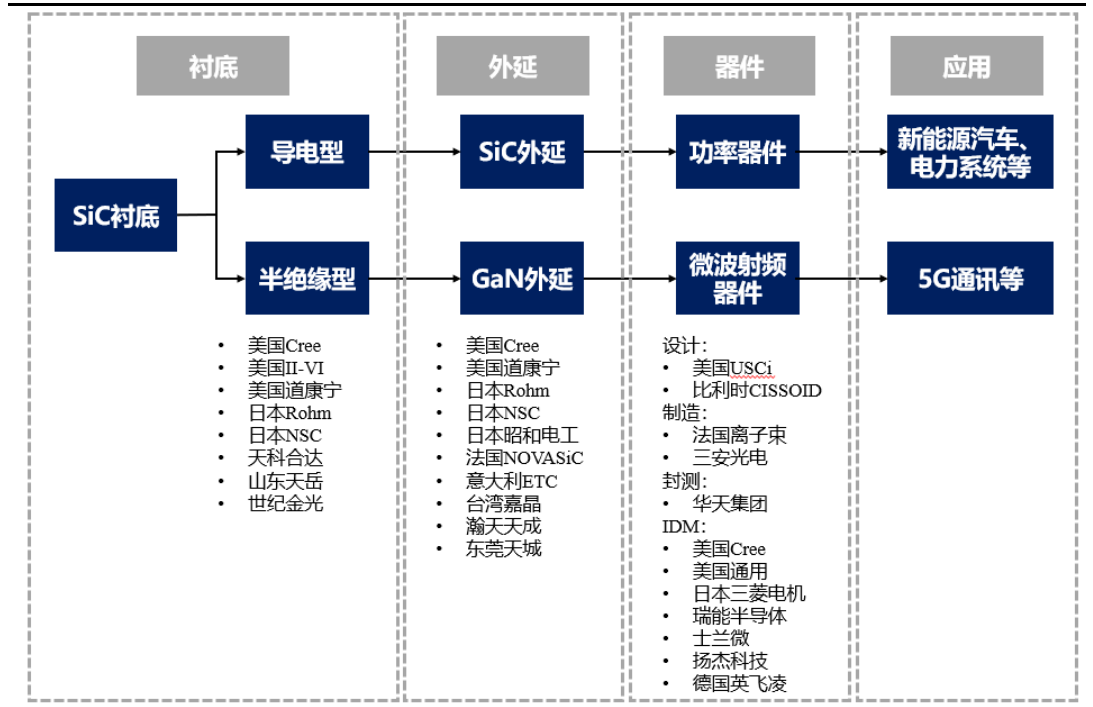 衬底
外延
器件
应用
SiC衬底
导电型
SiC外延
功率器件
新能源汽车、
电力系统等
半绝缘型
GaN外延
微波射频
器件
5G通讯等
• 美国Cree
• 美国II-VI
• 美国道康宁
• 日本Rohm
• 日本NSC
• 天科合达
• 山东天岳
• 世纪金光
• 美国Cree
• 美国道康宁
• 日本Rohm
• 日本NSC
• 日本昭和电工
• 法国NOVASiC
• 意大利ETC
• 台湾嘉晶
• 瀚天天成
• 东莞天城
设计：
• 美国USCi
• 比利时CISSOID
制造：
• 法国离子束
• 三安光电
封测：
• 华天集团
IDM：
• 美国Cree
• 美国通用
• 日本三菱电机
• 瑞能半导体
• 士兰微
• 扬杰科技
• 德国英飞凌